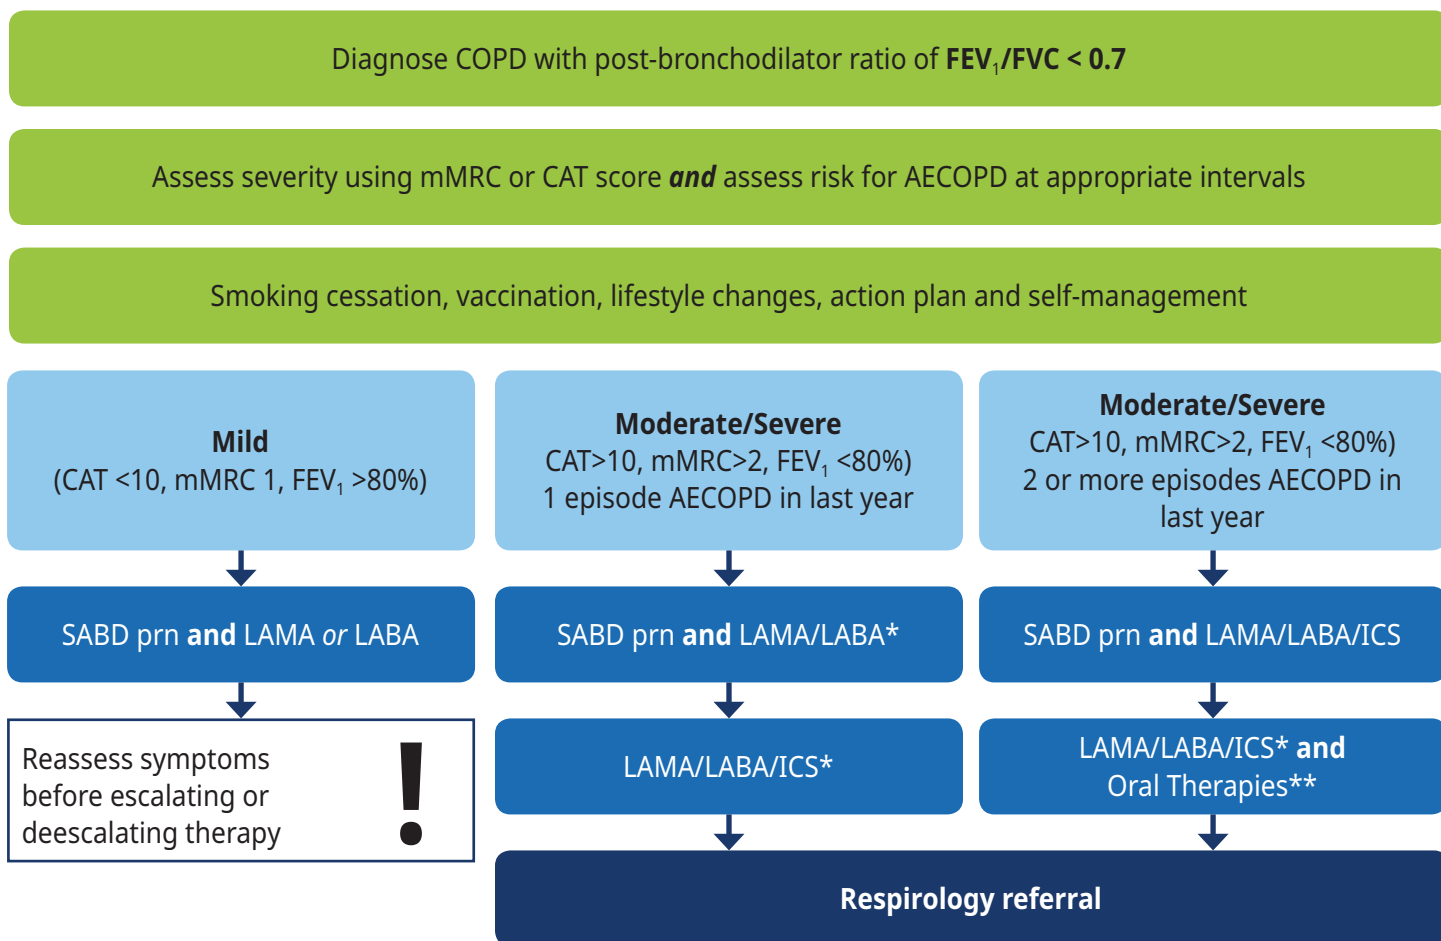 Diagnose COPD with post-bronchodilator ratio of FEV₁/FVC < 0.7
Assess severity using mMRC or CAT score and assess risk for AECOPD at appropriate intervals
Smoking cessation, vaccination, lifestyle changes, action plan and self-management
Mild
(CAT <10, mMRC 1, FEV₁ >80%)
SABD prn and LAMA or LABA
Reassess symptoms
before escalating or
deescalating therapy
!
Moderate/Severe
CAT>10, mMRC>2, FEV₁ <80%)
1 episode AECOPD in last year
SABD prn and LAMA/LABA*
LAMA/LABA/ICS*
Moderate/Severe
CAT>10, mMRC>2, FEV₁ <80%)
2 or more episodes AECOPD in
last year
SABD prn and LAMA/LABA/ICS
LAMA/LABA/ICS* and
Oral Therapies**
Respirology referral